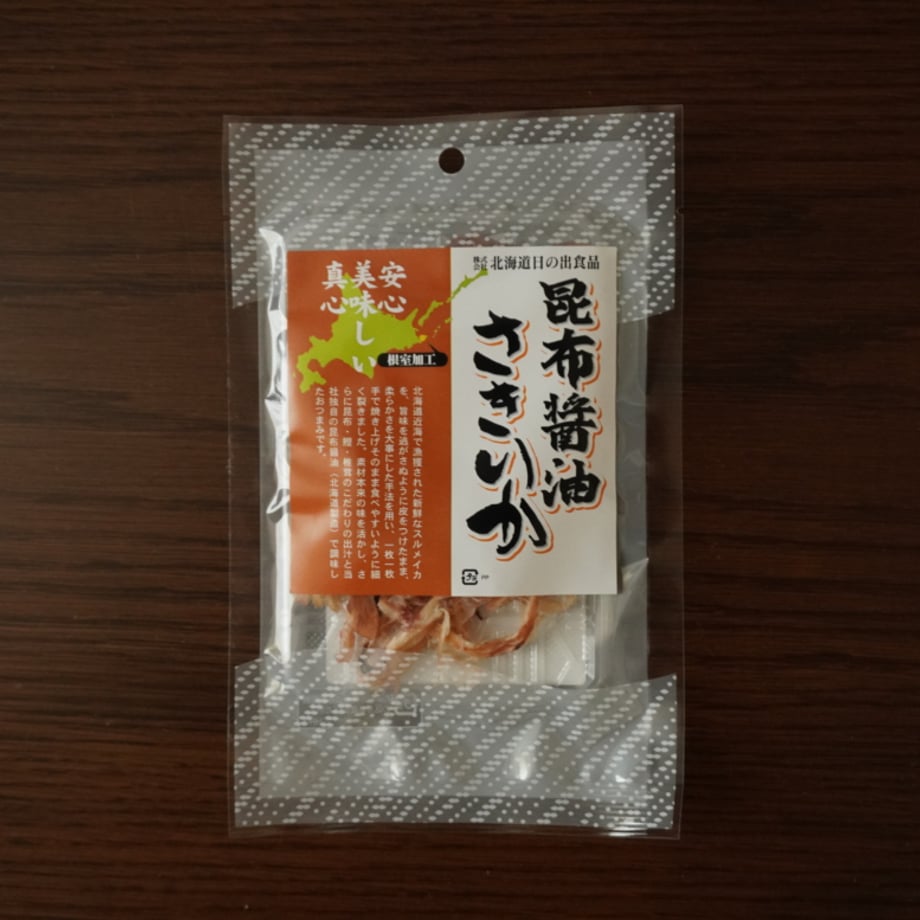 株式会社 北海道日の出食品
昆布醤油
さきいか
安心
美味しい
真心
根室加工
北海道近海で漁獲された新鮮なスルメイカ
を、旨味を逃がさぬように皮をつけたまま、
柔らかさを大事にした手法を用い、一枚一枚
手で焼き上げそのまま食べやすいように細
く裂きました。素材本来の味を活かし、さ
らに昆布・鰹・椎茸のこだわりの出汁と当
社独自の昆布醤油（北海道製造）で調味し
たおつまみです。
プラ PP